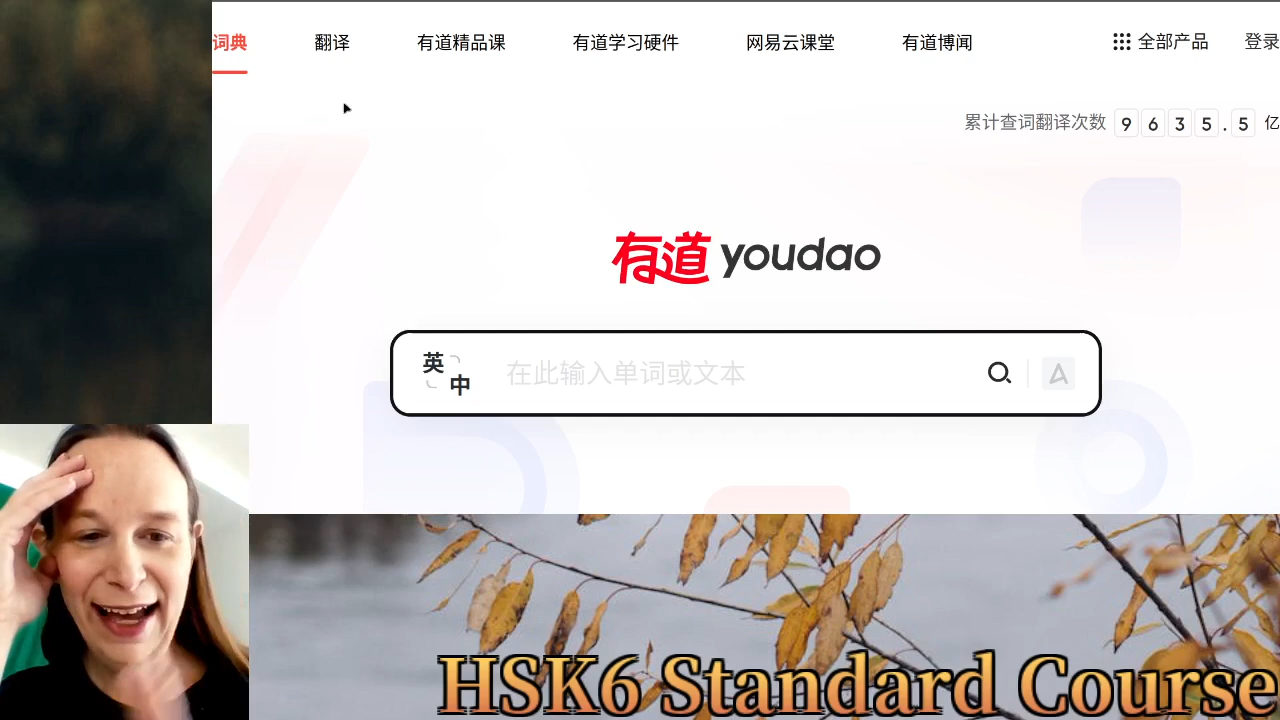 词典 翻译 有道精品课 有道学习硬件 网易云课堂 有道博闻 全部产品 登录
累计查词翻译次数 9635.5 亿
有道 youdao
英中 在此输入单词或文本
HSK6 Standard Course